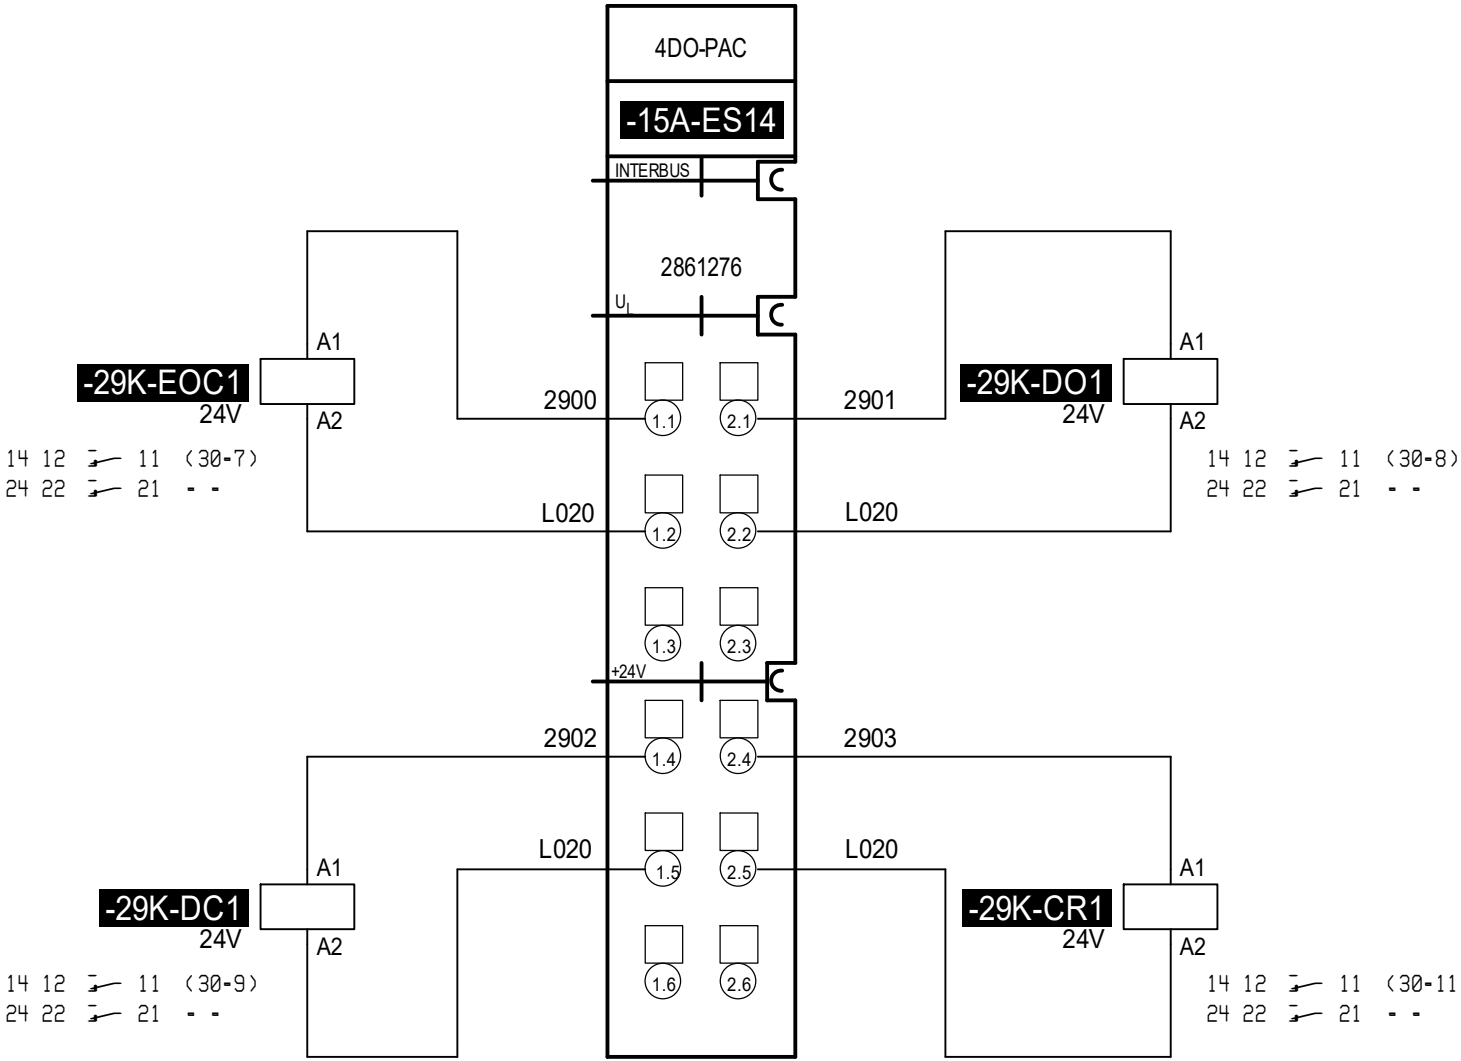 4DO-PAC
-15A-ES14
INTERBUS
2861276
UL
A1
-29K-EOC1
24V
A2
14 12 11 (30-7)
24 22 21 - -
2900
1.1
2.1
2901
A1
-29K-DO1
24V
A2
14 12 11 (30-8)
24 22 21 - -
L020
1.2
2.2
L020
1.3
2.3
+24V
2902
1.4
2.4
2903
L020
1.5
2.5
L020
A1
-29K-DC1
24V
A2
14 12 11 (30-9)
24 22 21 - -
1.6
2.6
A1
-29K-CR1
24V
A2
14 12 11 (30-11
24 22 21 - -